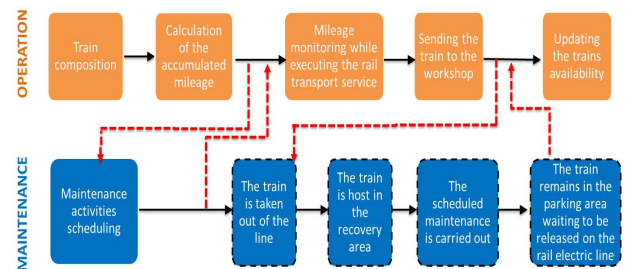 OPERATION
Train
composition
Calculation
of the
accumulated
mileage
Mileage
monitoring while
executing the rail
transport service
Sending the
train to the
workshop
Updating
the trains
availability
MAINTENANCE
Maintenance
activities
scheduling
The
train is
taken
out of the
line
The
train
is host in
the
recovery
area
The
scheduled
maintenance
is carried out
The train
remains in the
parking area
waiting to be
released on the
rail electric line